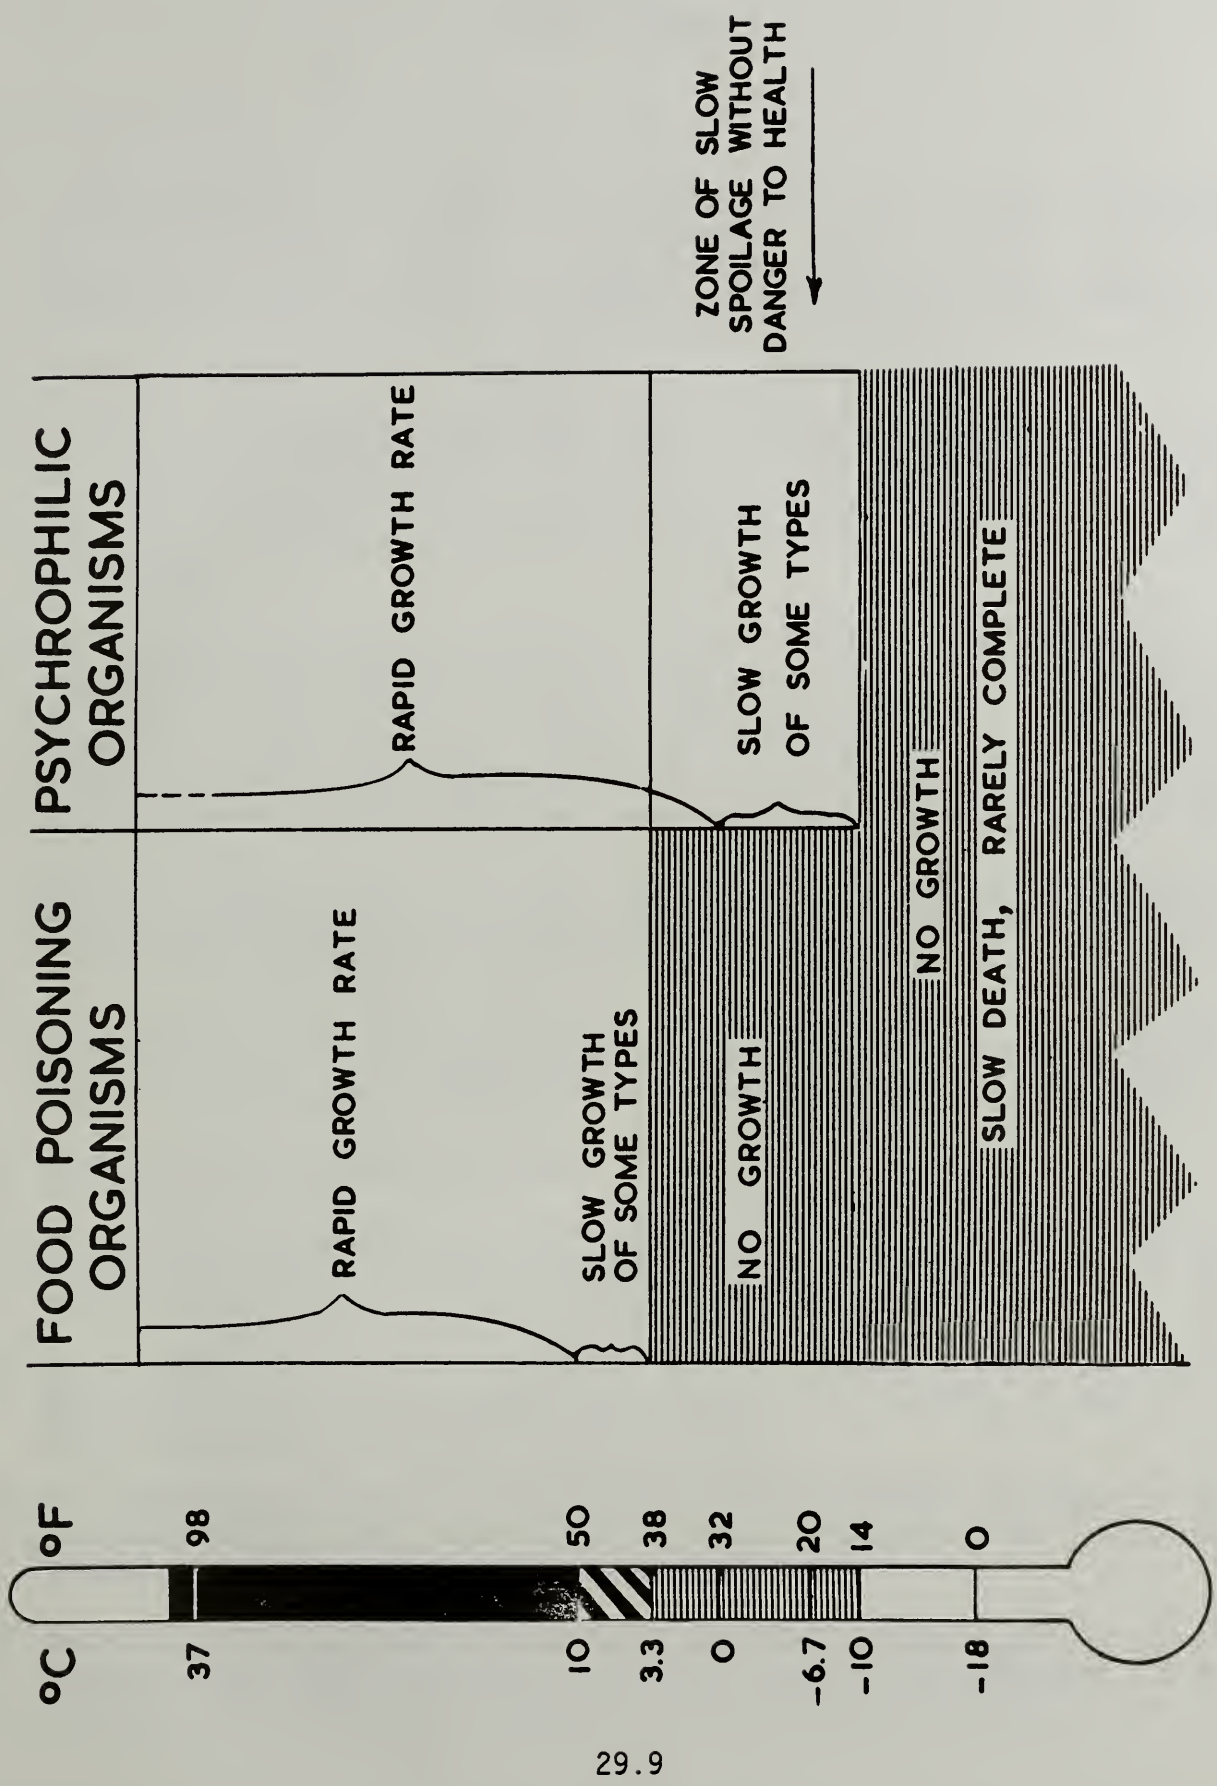 °C
°F
37
98
10
50
3.3
38
0
32
-6.7
20
-10
14
-18
0
FOOD POISONING
ORGANISMS
RAPID GROWTH RATE
SLOW GROWTH
OF SOME TYPES
NO GROWTH
PSYCHROPHILIC
ORGANISMS
RAPID GROWTH RATE
SLOW GROWTH
OF SOME TYPES
NO GROWTH
SLOW DEATH, RARELY COMPLETE
ZONE OF SLOW
SPOILAGE WITHOUT
DANGER TO HEALTH
29.9